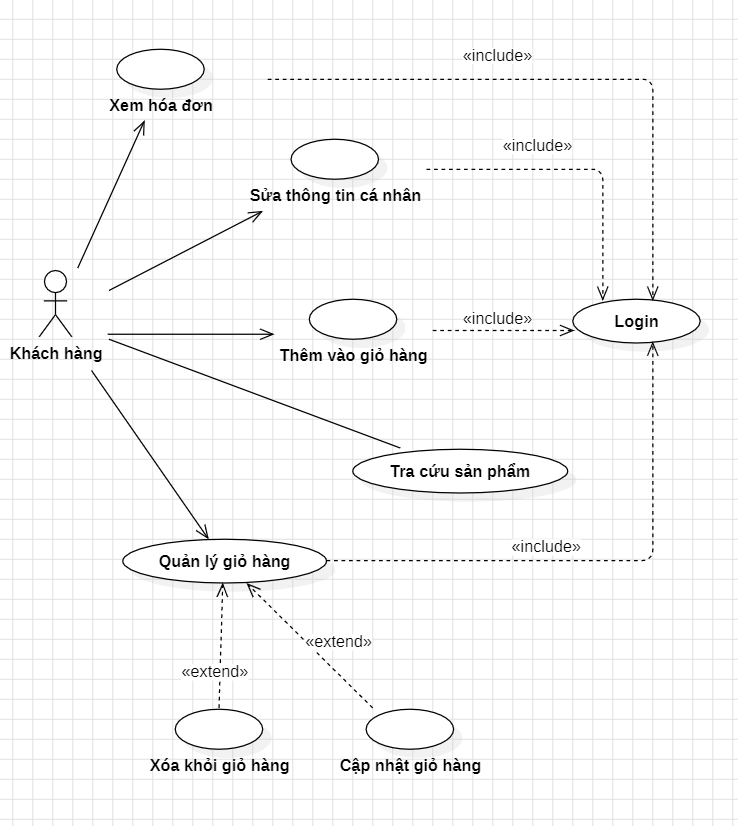 «include»
Xem hóa đơn
«include»
Sửa thông tin cá nhân
«include»
Login
Khách hàng
Thêm vào giỏ hàng
Tra cứu sản phẩm
«include»
Quản lý giỏ hàng
«extend»
«extend»
Xóa khỏi giỏ hàng
Cập nhật giỏ hàng